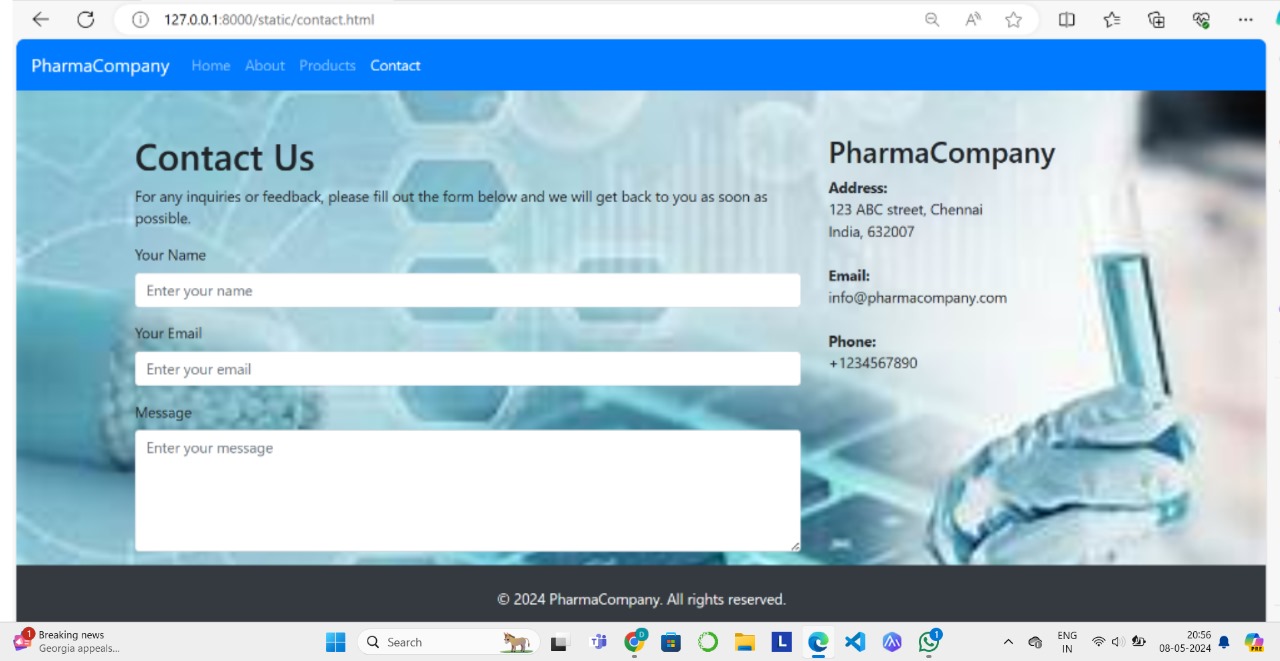 127.0.0.1:8000/static/contact.html
PharmaCompany Home About Products Contact
Contact Us
For any inquiries or feedback, please fill out the form below and we will get back to you as soon as
possible.
Your Name
Enter your name
Your Email
Enter your email
Message
Enter your message
PharmaCompany
Address:
123 ABC street, Chennai
India, 632007
Email:
info@pharmacompany.com
Phone:
+1234567890
© 2024 PharmaCompany. All rights reserved.
1
Breaking news
Georgia appeals...
Search
L
1
ENG
IN
20:56
08-05-2024
PRE